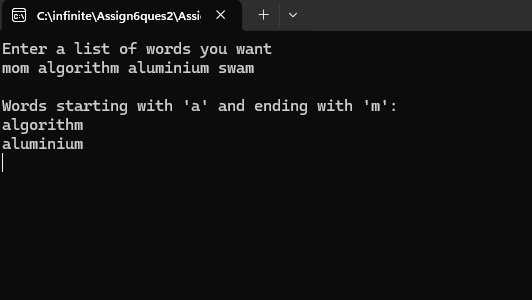 C:\infinite\Assign6ques2\Assi
Enter a list of words you want
mom algorithm aluminium swam
Words starting with 'a' and ending with 'm':
algorithm
aluminium